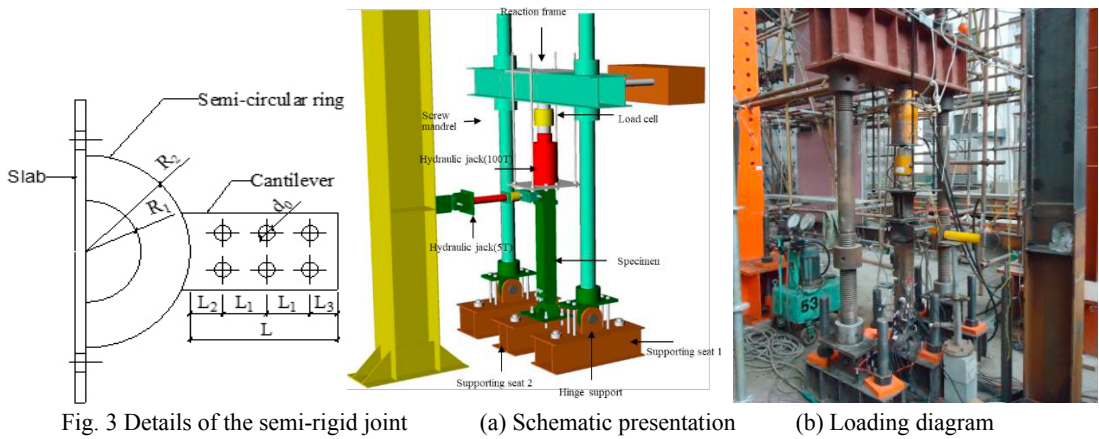 Semi-circular ring
Slab
R2
R1
Cantilever
d0
L2 L1 L1 L3
L
Reaction frame
Screw
mandrel
Load cell
Hydraulic jack(100T)
Hydraulic jack(5T)
Specimen
Supporting seat 1
Supporting seat 2
Hinge support
53
Fig. 3 Details of the semi-rigid joint
(a) Schematic presentation
(b) Loading diagram